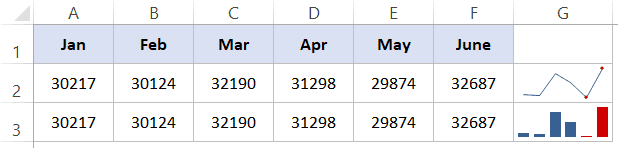 A B C D E F G
1 Jan Feb Mar Apr May June
2 30217 30124 32190 31298 29874 32687
3 30217 30124 32190 31298 29874 32687